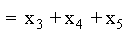 = x₃ + x₄ + x₅